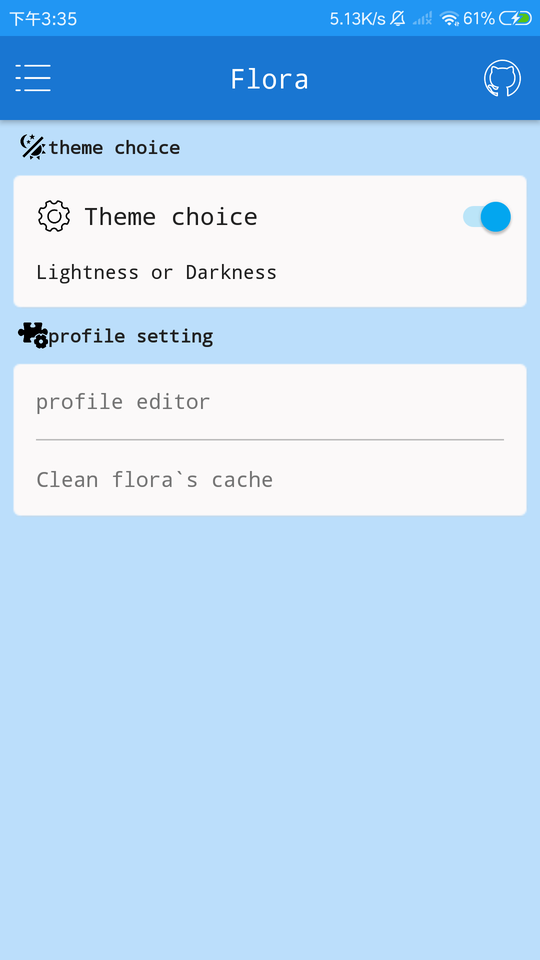 下午3:35 5.13K/s 61%
Flora
theme choice
Theme choice
Lightness or Darkness
profile setting
profile editor
Clean flora`s cache